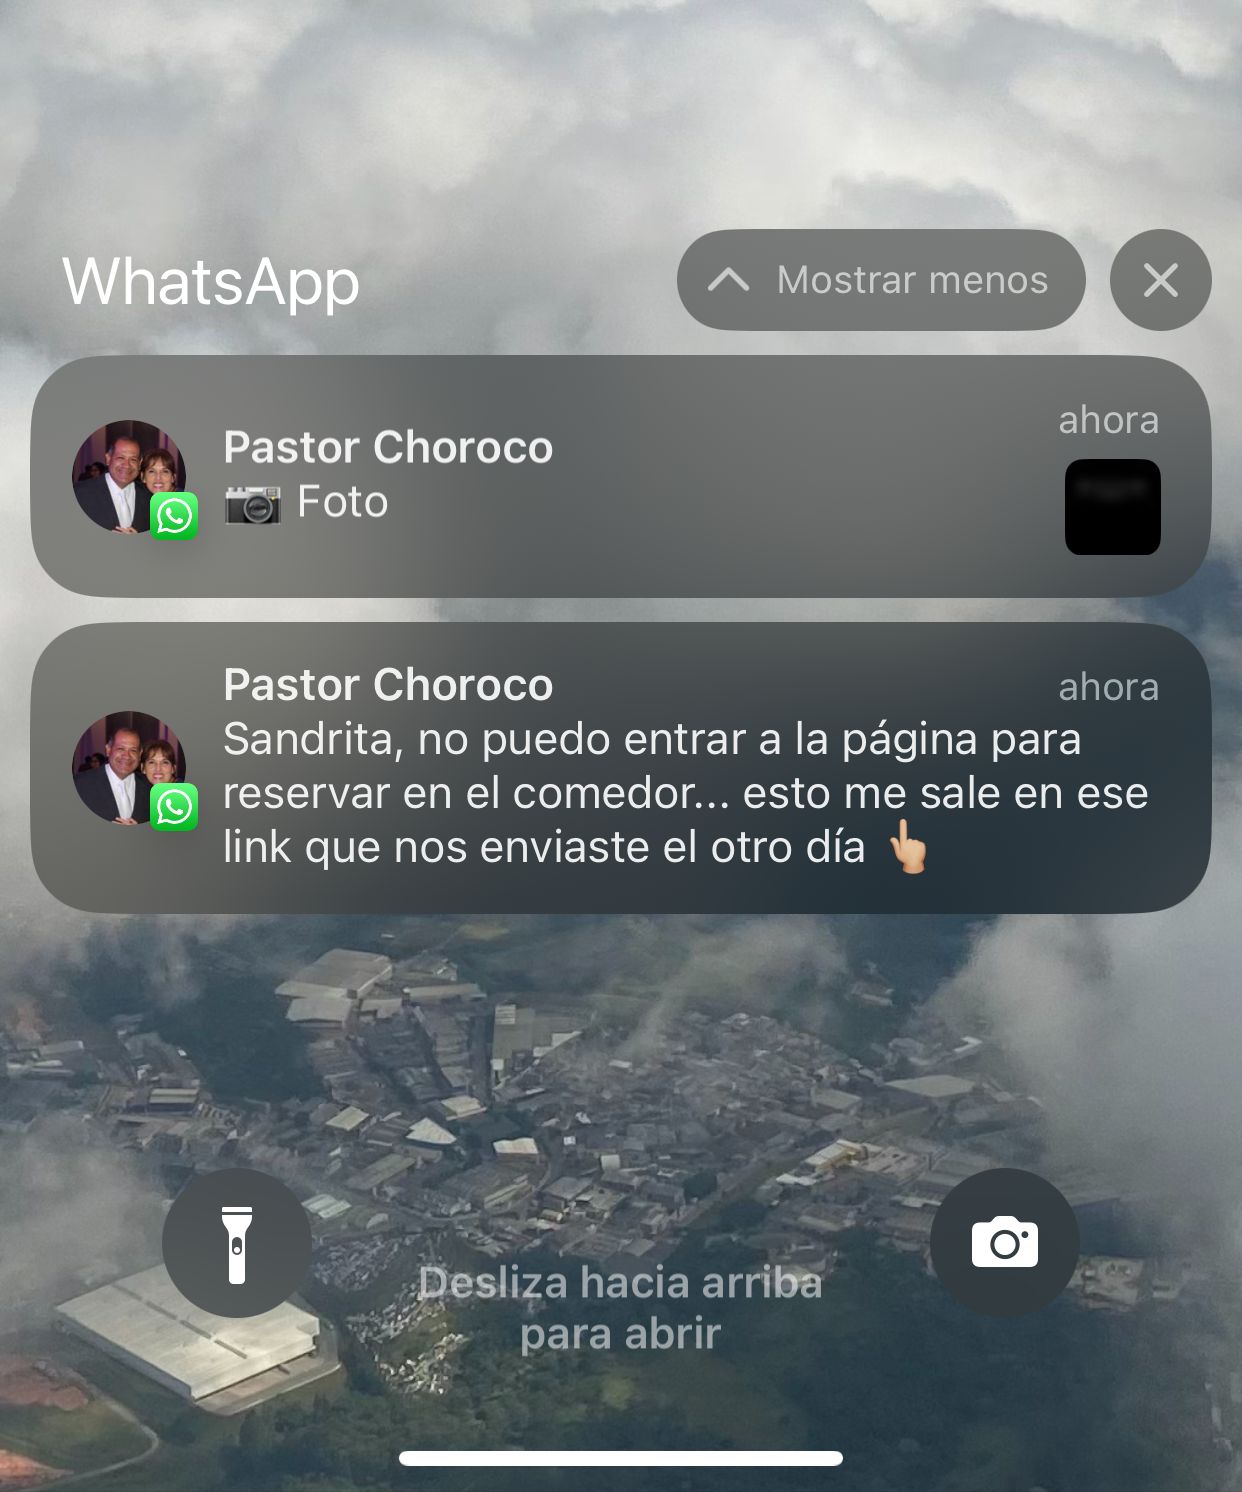 WhatsApp
Mostrar menos
Pastor Choroco
ahora
📷 Foto
Pastor Choroco
ahora
Sandrita, no puedo entrar a la página para
reservar en el comedor... esto me sale en ese
link que nos enviaste el otro día 👆🏼
Desliza hacia arriba
para abrir